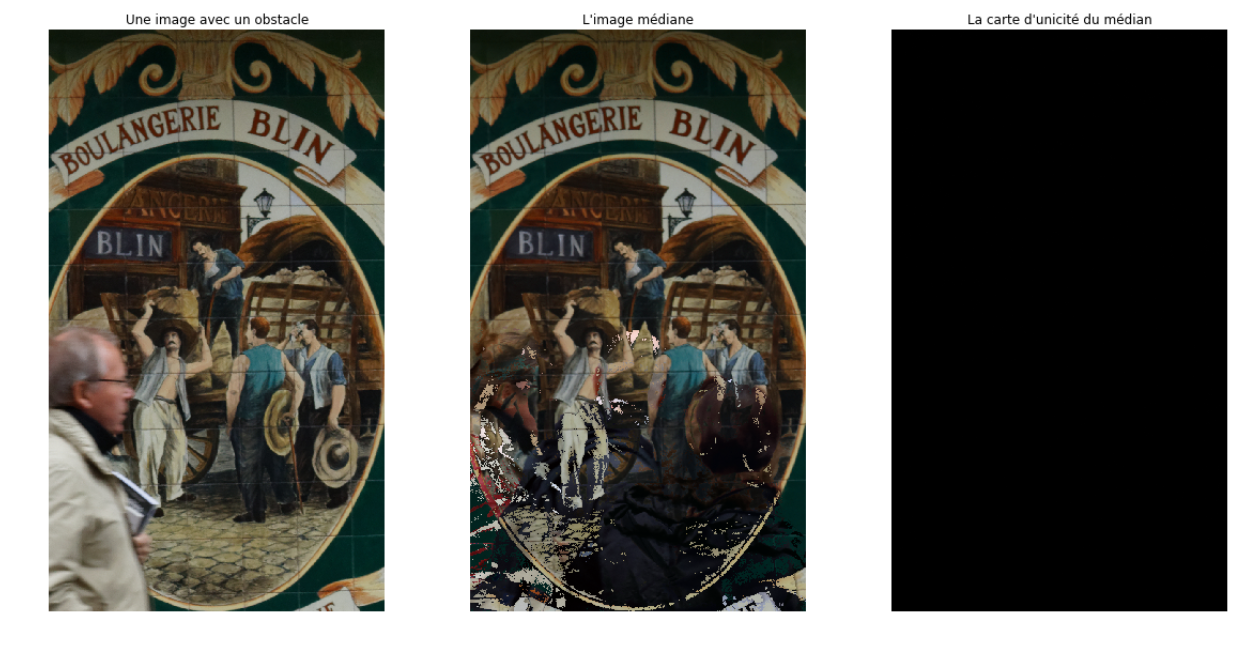 Une image avec un obstacle
BOULANGERIE BLIN
BLIN
L'image médiane
BOULANGERIE BLIN
BLIN
La carte d'unicité du médian